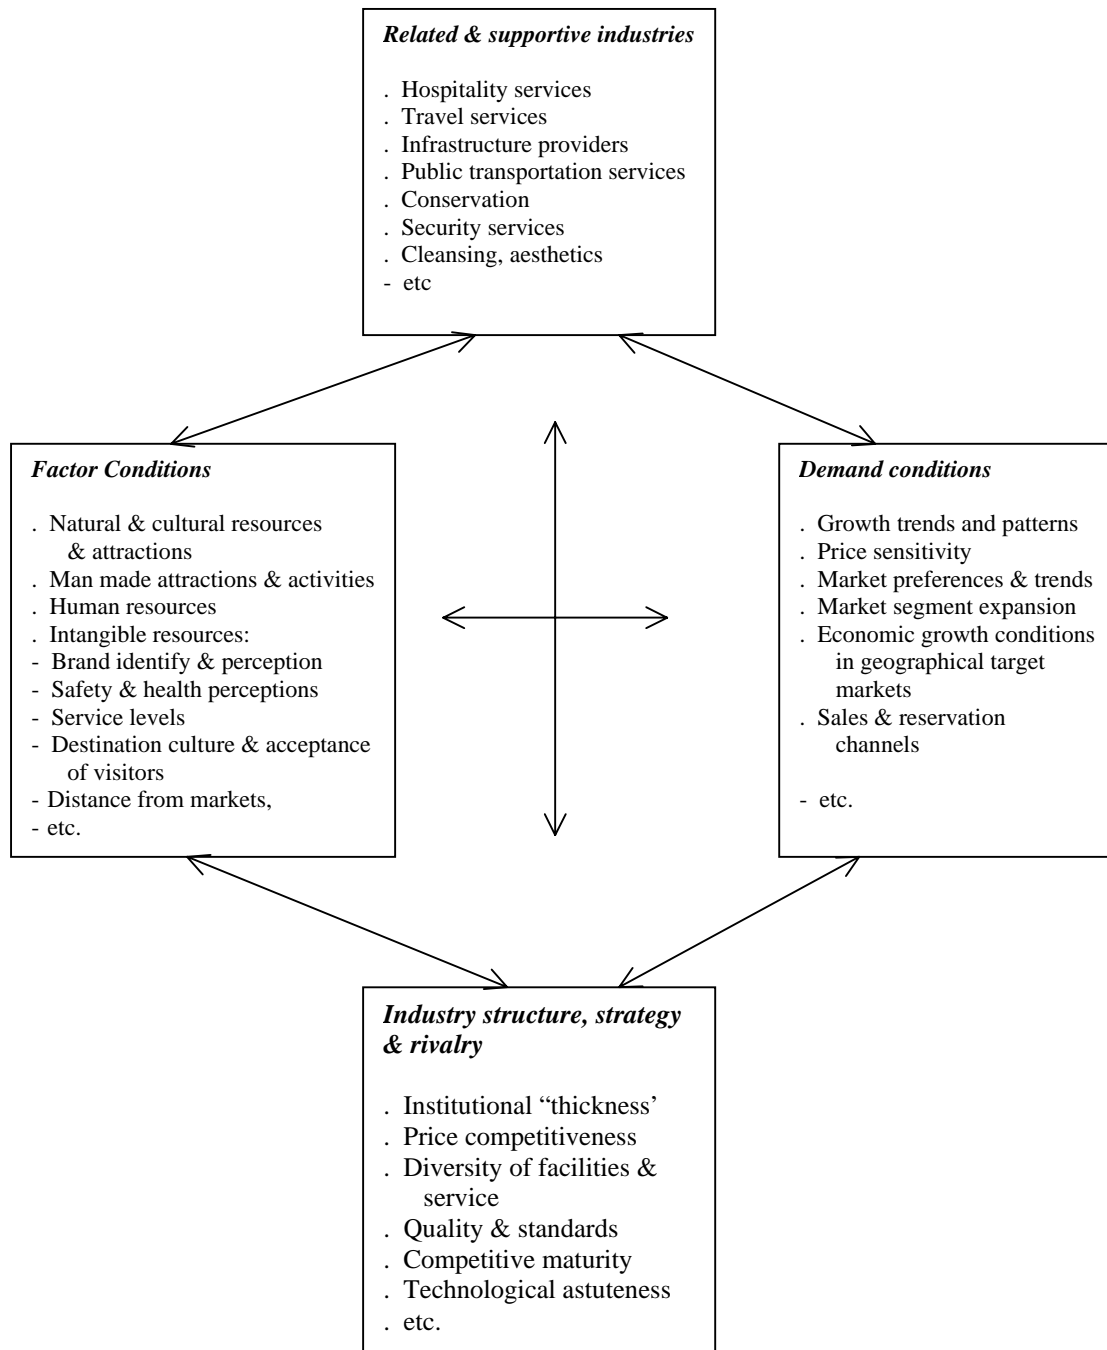 Related & supportive industries
. Hospitality services
. Travel services
. Infrastructure providers
. Public transportation services
. Conservation
. Security services
. Cleansing, aesthetics
- etc
Factor Conditions
. Natural & cultural resources
& attractions
. Man made attractions & activities
. Human resources
. Intangible resources:
- Brand identify & perception
- Safety & health perceptions
- Service levels
- Destination culture & acceptance
of visitors
- Distance from markets,
- etc.
Demand conditions
. Growth trends and patterns
. Price sensitivity
. Market preferences & trends
. Market segment expansion
. Economic growth conditions
in geographical target
markets
. Sales & reservation
channels
- etc.
Industry structure, strategy
& rivalry
. Institutional “thickness’
. Price competitiveness
. Diversity of facilities &
service
. Quality & standards
. Competitive maturity
. Technological astuteness
. etc.